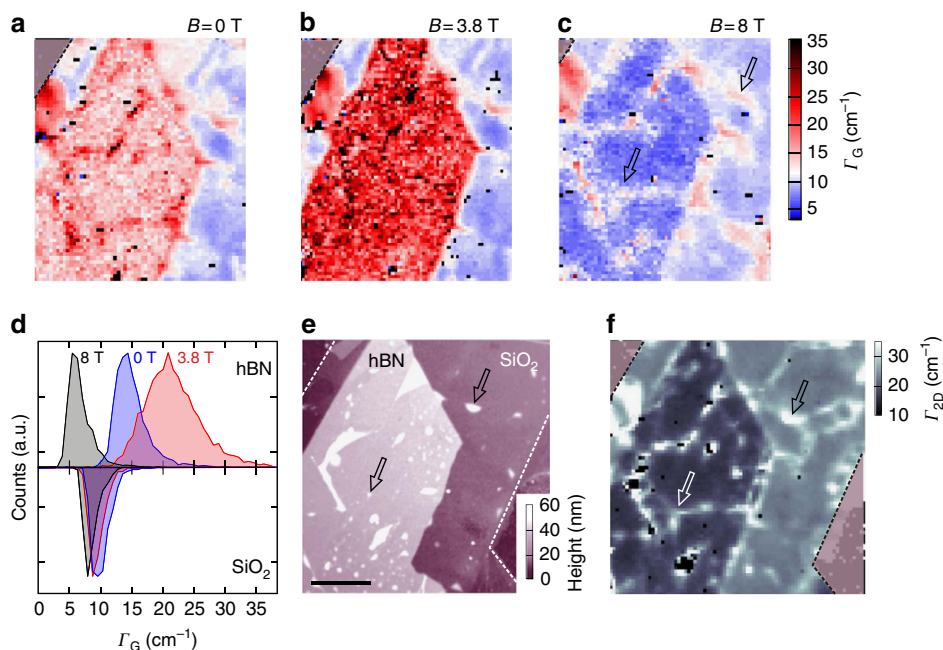 a B=0 T
b B=3.8 T
c B=8 T
35
30
25
20
15
10
5
Γ_G (cm⁻¹)
d
8 T 0 T 3.8 T
hBN
SiO₂
Counts (a.u.)
0 5 10 15 20 25 30 35
Γ_G (cm⁻¹)
e
hBN SiO₂
60
40
20
0
Height (nm)
f
30
20
10
Γ_2D (cm⁻¹)